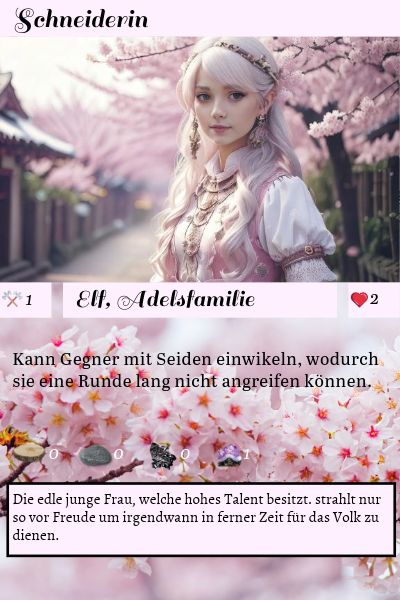 Schneiderin
1
Elf, Adelsfamilie
2
Kann Gegner mit Seiden einwikeln, wodurch
sie eine Runde lang nicht angreifen können.
0 0 0 1
Die edle junge Frau, welche hohes Talent besitzt. strahlt nur
so vor Freude um irgendwann in ferner Zeit für das Volk zu
dienen.